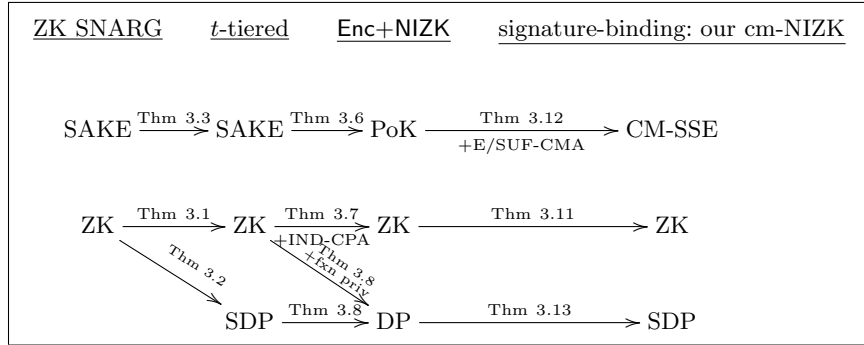 ZK SNARG t-tiered Enc+NIZK signature-binding: our cm-NIZK
Thm 3.3 Thm 3.6 Thm 3.12
SAKE SAKE PoK CM-SSE
+E/SUF-CMA
Thm 3.1 Thm 3.7 Thm 3.11
ZK ZK ZK ZK
+IND-CPA
Thm 3.2 Thm 3.8
+fxn priv
Thm 3.8 Thm 3.13
SDP DP SDP